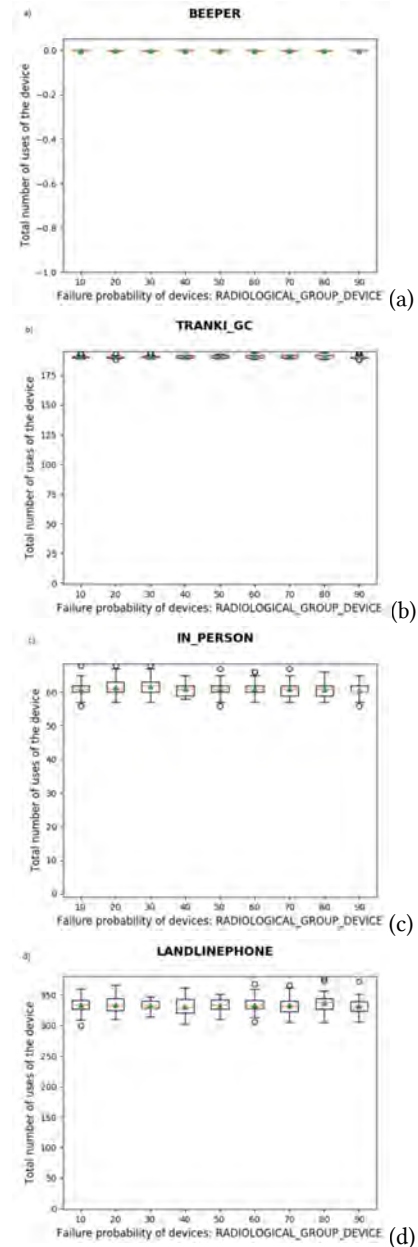 a)
BEEPER
Total number of uses of the device
0.0
−0.2
−0.4
−0.6
−0.8
−1.0
10 20 30 40 50 60 70 80 90
Failure probability of devices: RADIOLOGICAL_GROUP_DEVICE
(a)
b)
TRANKI_GC
Total number of uses of the device
175
150
125
100
75
50
25
0
10 20 30 40 50 60 70 80 90
Failure probability of devices: RADIOLOGICAL_GROUP_DEVICE
(b)
c)
IN_PERSON
Total number of uses of the device
60
50
40
30
20
10
0
10 20 30 40 50 60 70 80 90
Failure probability of devices: RADIOLOGICAL_GROUP_DEVICE
(c)
d)
LANDLINEPHONE
Total number of uses of the device
350
300
250
200
150
100
50
0
10 20 30 40 50 60 70 80 90
Failure probability of devices: RADIOLOGICAL_GROUP_DEVICE
(d)